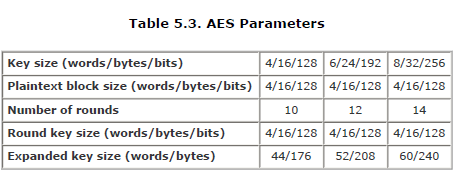 Table 5.3. AES Parameters
Key size (words/bytes/bits) 4/16/128 6/24/192 8/32/256
Plaintext block size (words/bytes/bits) 4/16/128 4/16/128 4/16/128
Number of rounds 10 12 14
Round key size (words/bytes/bits) 4/16/128 4/16/128 4/16/128
Expanded key size (words/bytes) 44/176 52/208 60/240